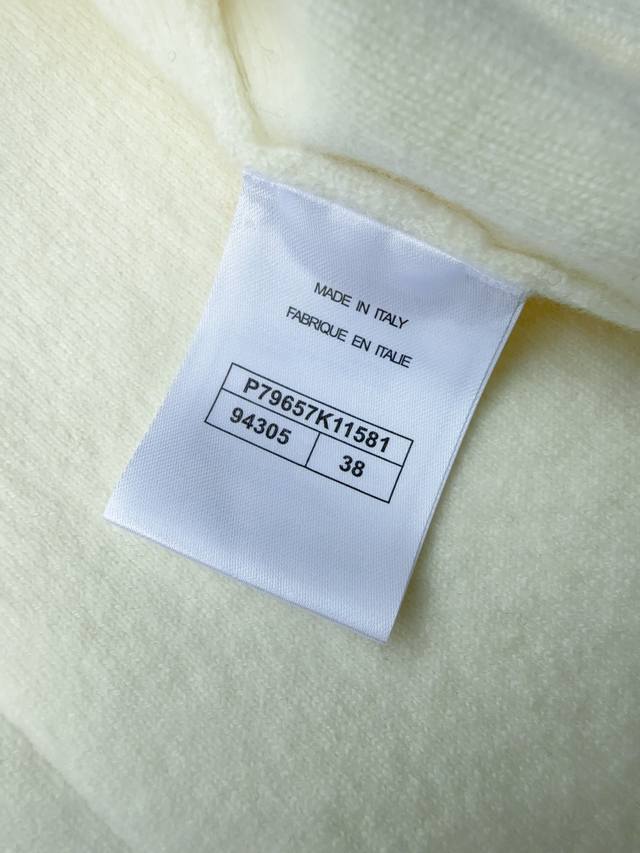 MADE IN ITALY
FABRIQUE EN ITALIE
P79657K11581
94305 38